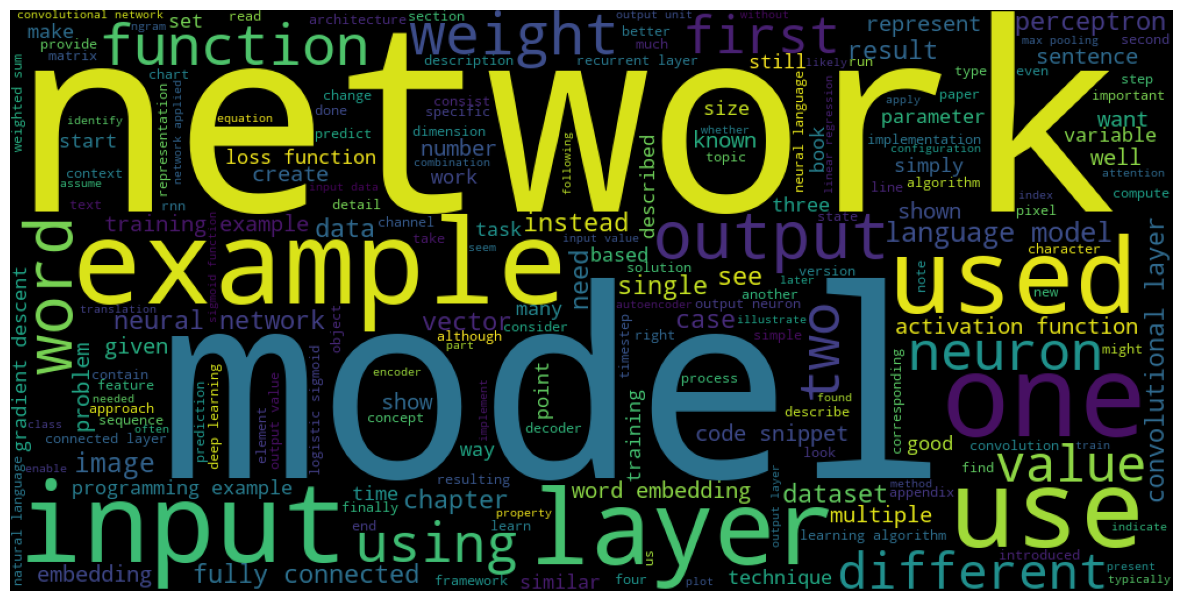 convolutional network
ngram
read
architecture
section
output unit
without
represent
perceptron
make
set
function
weight
first
better
max pooling
second
provide
matrix
description
recurrent layer
much
still
likely
run
result
sentence
network
weighted sum
chart
change
consist
specific
size
type
even
step
paper
important
identify
equation
done
predict
dimension
number
known
whether
topic
parameter
want
start
representation
network applied
loss function
create
work
combination
following
neural language
book
linear regression
implementation
configuration
variable
simply
algorithm
well
context
assume
text
rnn
input data
detail
described
line
index
attention
compute
training example
data
channel
take
task
instead
based
three
state
shown
pixel
character
language model
word
example
seem
input value
solution
output
later
version
used
note
new
translation
sigmoid function
need
single
see
another
neural network
object
vector
many
consider
autoencoder
output neuron
case
illustrate
two
activation function
convolutional layer
gradient descent
given
although
part
timestep
right
simple
neuron
might
problem
contain
feature
model
encoder
process
corresponding
one
needed
approach
sequence
prediction
deep learning
element
output value
logistic sigmoid
show
concept
decoder
point
implement
found
describe
class
often
connected layer
code snippet
look
good
convolution
train
natural language
enable
image
way
training
find
value
resulting
method
programming example
time
finally
chapter
word embedding
dataset
appendix
input
using
layer
property
multiple
use
indicate
end
learn
us
output layer
learning algorithm
introduced
present
embedding
fully connected
framework
similar
four
plot
technique
different
typically